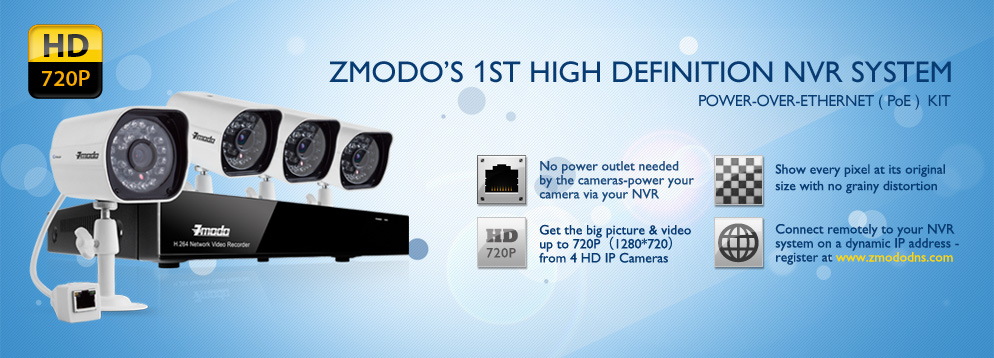 HD
720P
ZMODO'S 1ST HIGH DEFINITION NVR SYSTEM
POWER-OVER-ETHERNET ( PoE ) KIT
No power outlet needed
by the cameras-power your
camera via your NVR
Show every pixel at its original
size with no grainy distortion
HD
720P
Get the big picture & video
up to 720P (1280*720)
from 4 HD IP Cameras
Connect remotely to your NVR
system on a dynamic IP address -
register at www.zmododns.com
Zmodo
Zmodo
Zmodo
Zmodo
Zmodo
H.264 Network Video Recorder